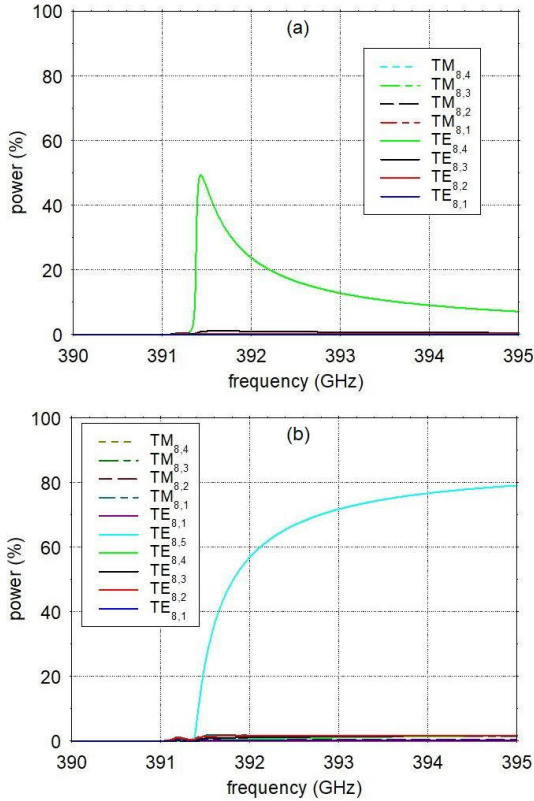 (a)
100
80
60
40
20
0
power (%)
TM8,4
TM8,3
TM8,2
TM8,1
TE8,4
TE8,3
TE8,2
TE8,1
390 391 392 393 394 395
frequency (GHz)
(b)
100
80
60
40
20
0
power (%)
TM8,4
TM8,3
TM8,2
TM8,1
TE8,1
TE8,5
TE8,4
TE8,3
TE8,2
TE8,1
390 391 392 393 394 395
frequency (GHz)